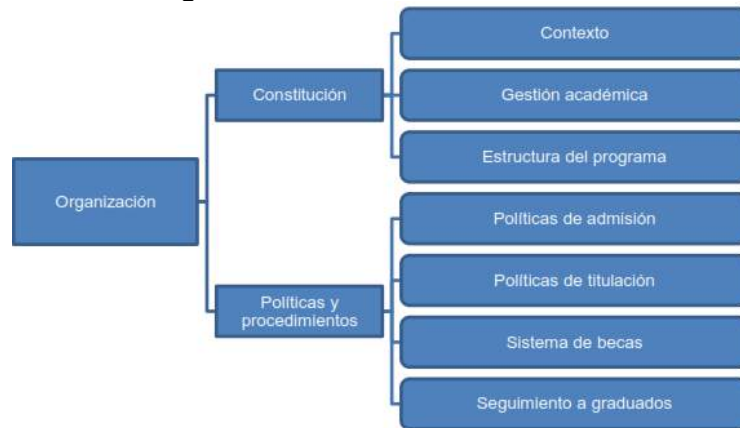 Organización
Constitución
Contexto
Gestión académica
Estructura del programa
Políticas y
procedimientos
Políticas de admisión
Políticas de titulación
Sistema de becas
Seguimiento a graduados